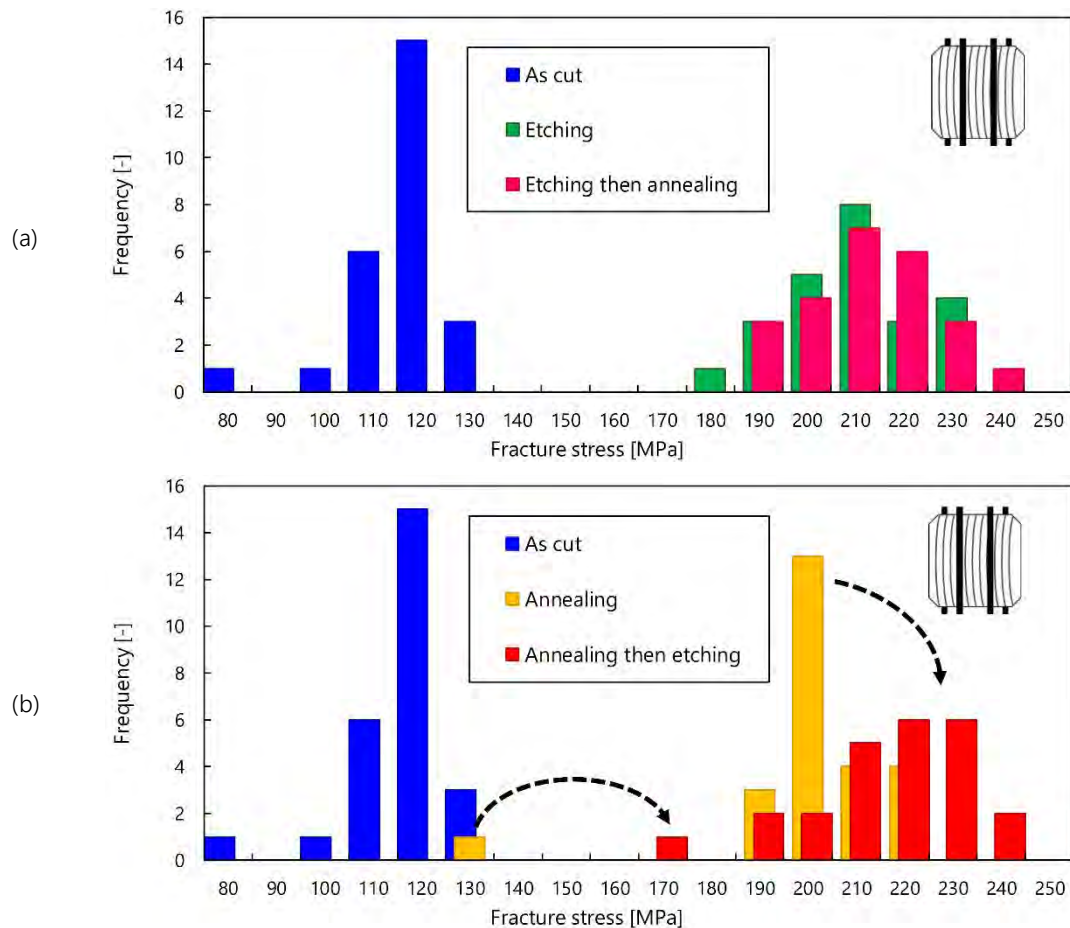 (a)
Frequency [-]
16
14
12
10
8
6
4
2
0
As cut
Etching
Etching then annealing
80 100 110 120 130 140 150 160 170 180 190 200 210 220 230 240 250
Fracture stress [MPa]
(b)
Frequency [-]
16
14
12
10
8
6
4
2
0
As cut
Annealing
Annealing then etching
80 100 110 120 130 140 150 160 170 180 190 200 210 220 230 240 250
Fracture stress [MPa]